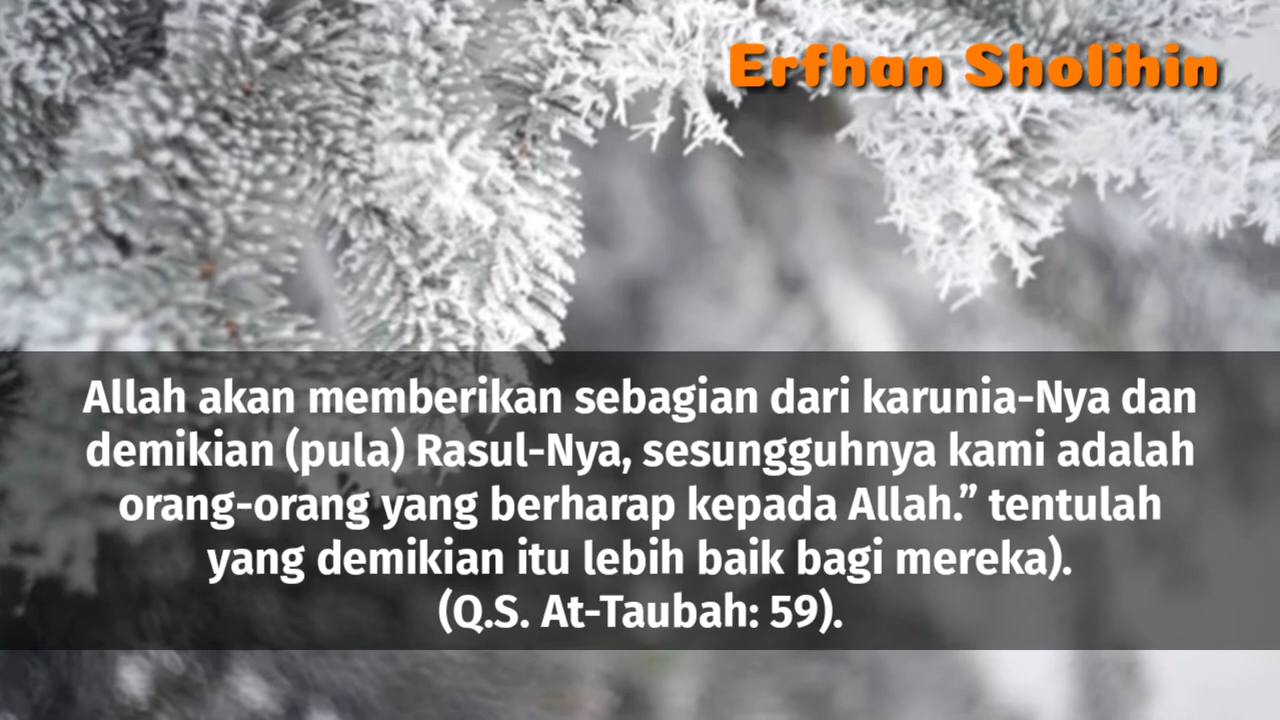 Erfhan Sholihin
Allah akan memberikan sebagian dari karunia-Nya dan
demikian (pula) Rasul-Nya, sesungguhnya kami adalah
orang-orang yang berharap kepada Allah.” tentulah
yang demikian itu lebih baik bagi mereka).
(Q.S. At-Taubah: 59).